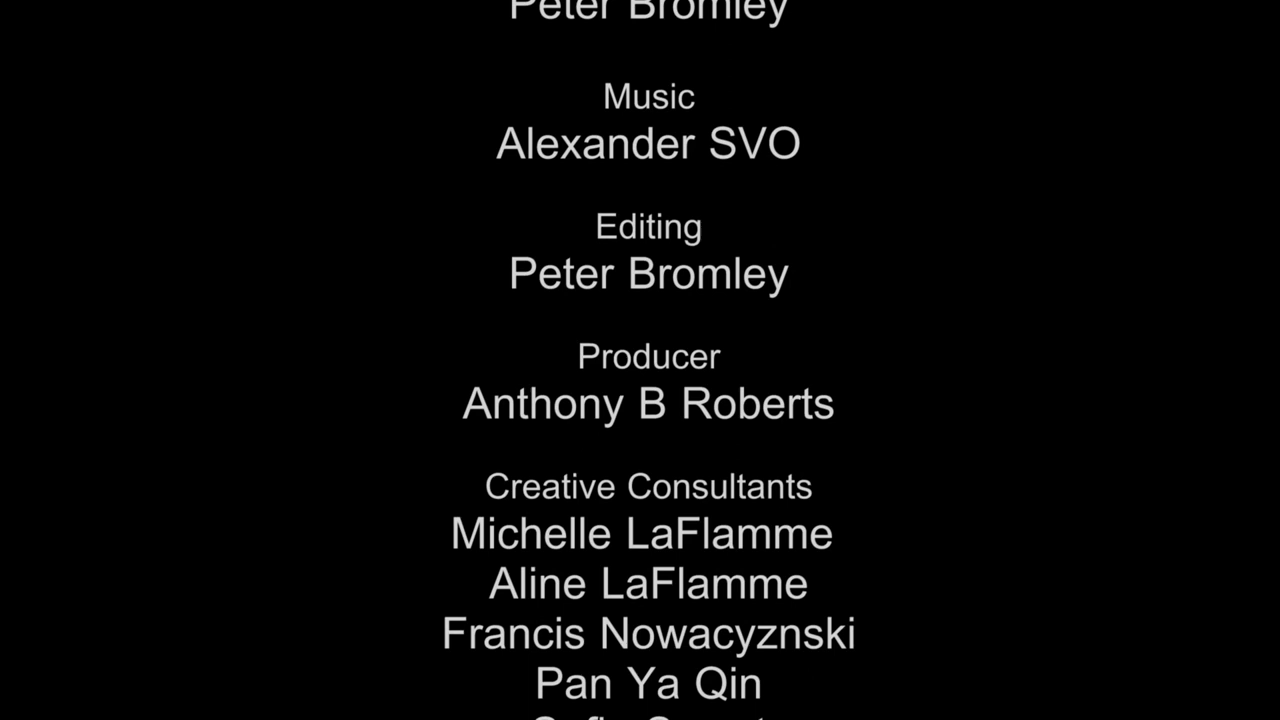 Peter Bromley
Music
Alexander SVO
Editing
Peter Bromley
Producer
Anthony B Roberts
Creative Consultants
Michelle LaFlamme
Aline LaFlamme
Francis Nowacyznski
Pan Ya Qin